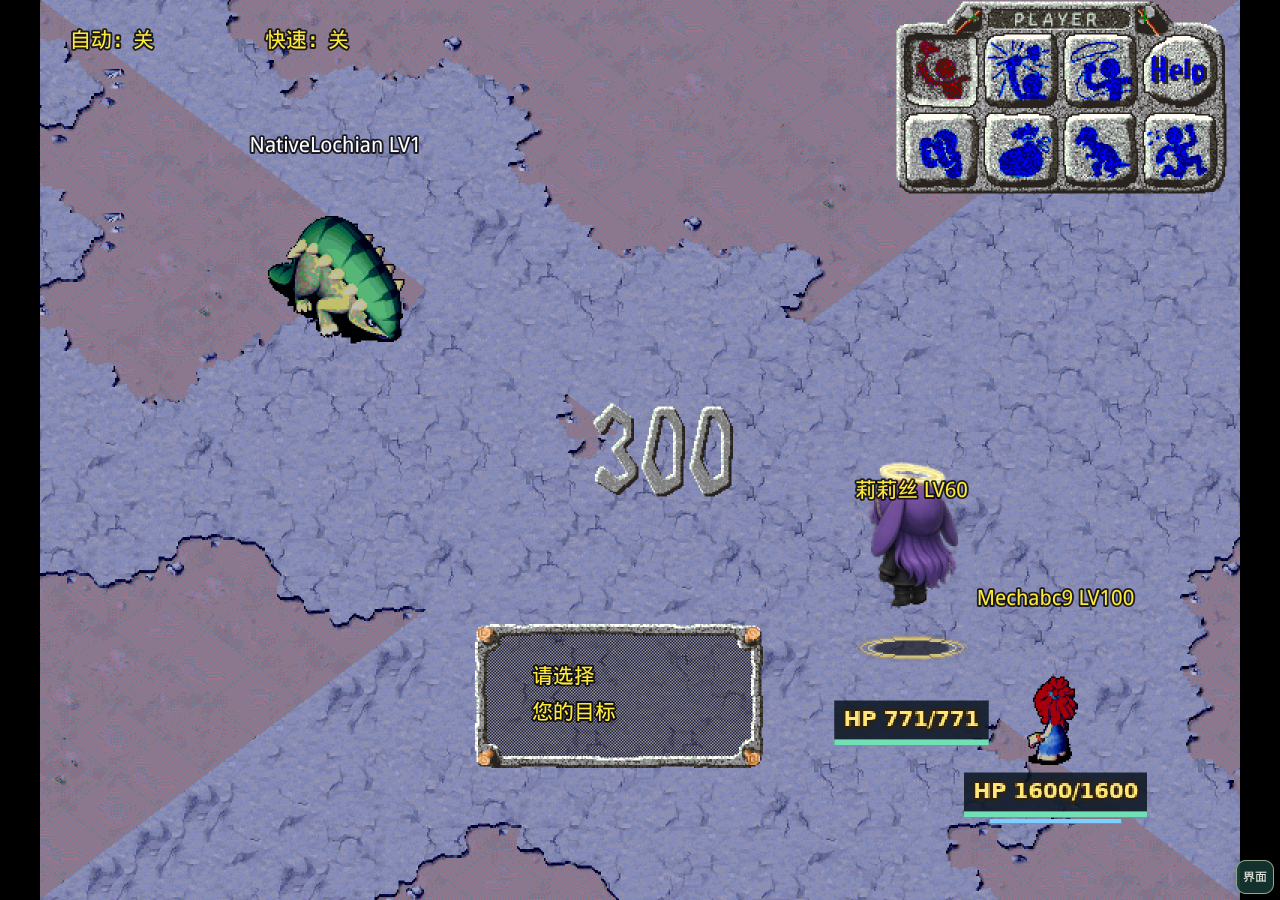 自动：关
快速：关
PLAYER
Help
NativeLochian LV1
300
莉莉丝 LV60
Mechabc9 LV100
请选择
您的目标
HP 771/771
HP 1600/1600
界面